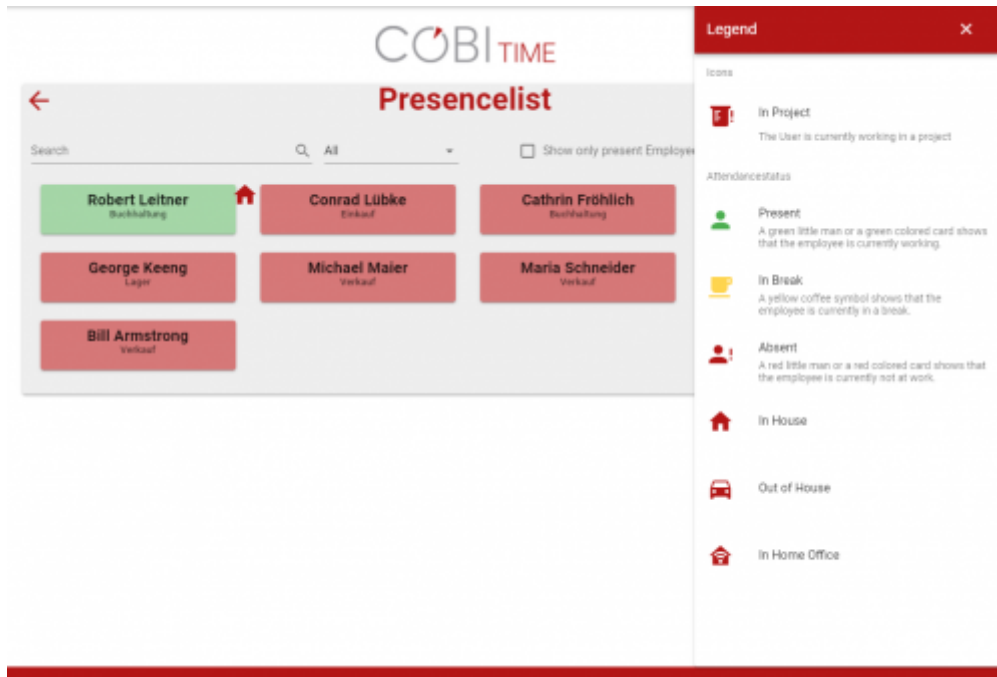 COBI TIME
Presencelist
Search
All
Show only present Employee
Robert Leitner
Buchhaltung
Conrad Lübke
Einkauf
Cathrin Fröhlich
Buchhaltung
George Keeng
Lager
Michael Maier
Verkauf
Maria Schneider
Verkauf
Bill Armstrong
Verkauf
Legend
Icons
In Project
The User is currently working in a project
Attendancestatus
Present
A green little man or a green colored card shows
that the employee is currently working.
In Break
A yellow coffee symbol shows that the
employee is currently in a break.
Absent
A red little man or a red colored card shows that
the employee is currently not at work.
In House
Out of House
In Home Office